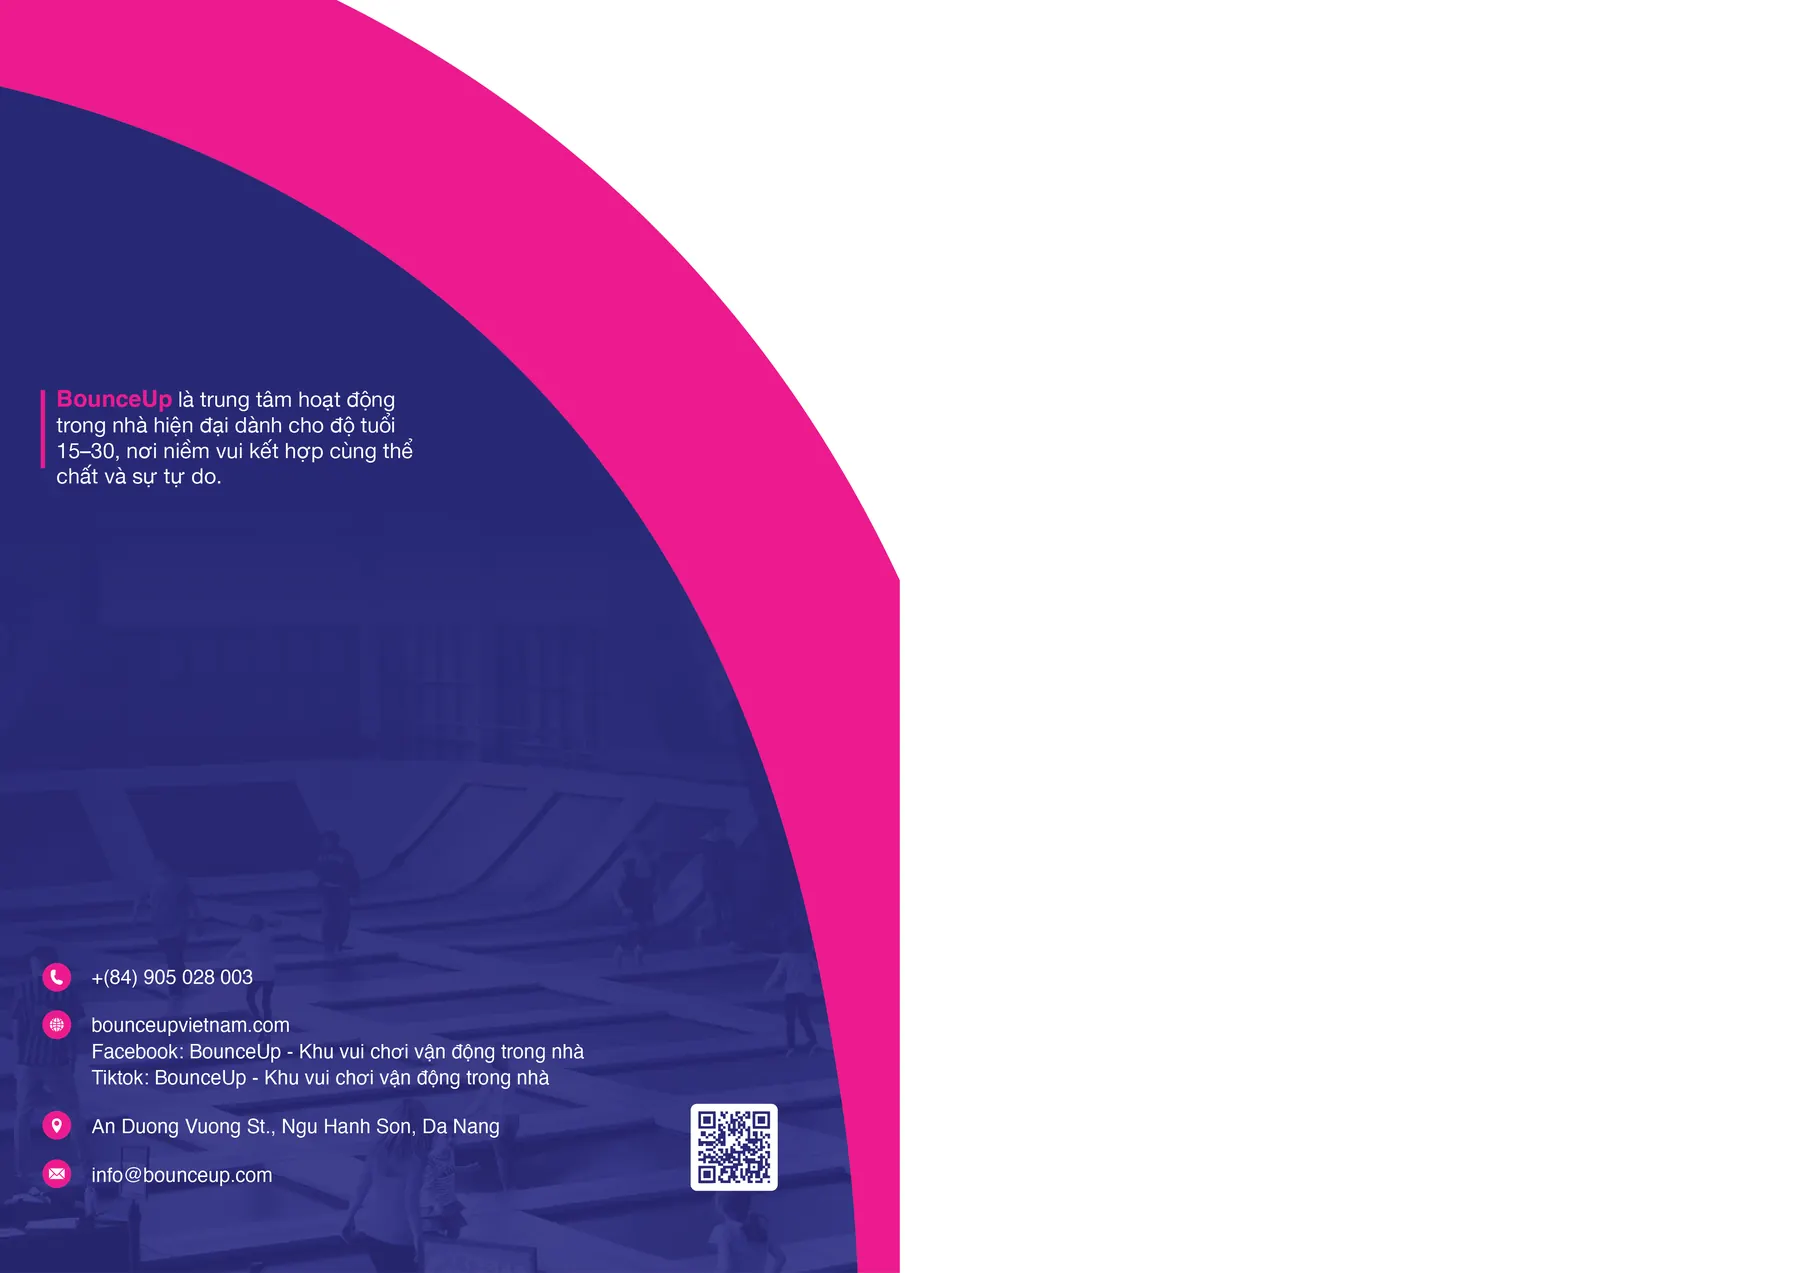 BounceUp là trung tâm hoạt động
trong nhà hiện đại dành cho độ tuổi
15–30, nơi niềm vui kết hợp cùng thể
chất và sự tự do.
+(84) 905 028 003
bounceupvietnam.com
Facebook: BounceUp - Khu vui chơi vận động trong nhà
Tiktok: BounceUp - Khu vui chơi vận động trong nhà
An Duong Vuong St., Ngu Hanh Son, Da Nang
info@bounceup.com